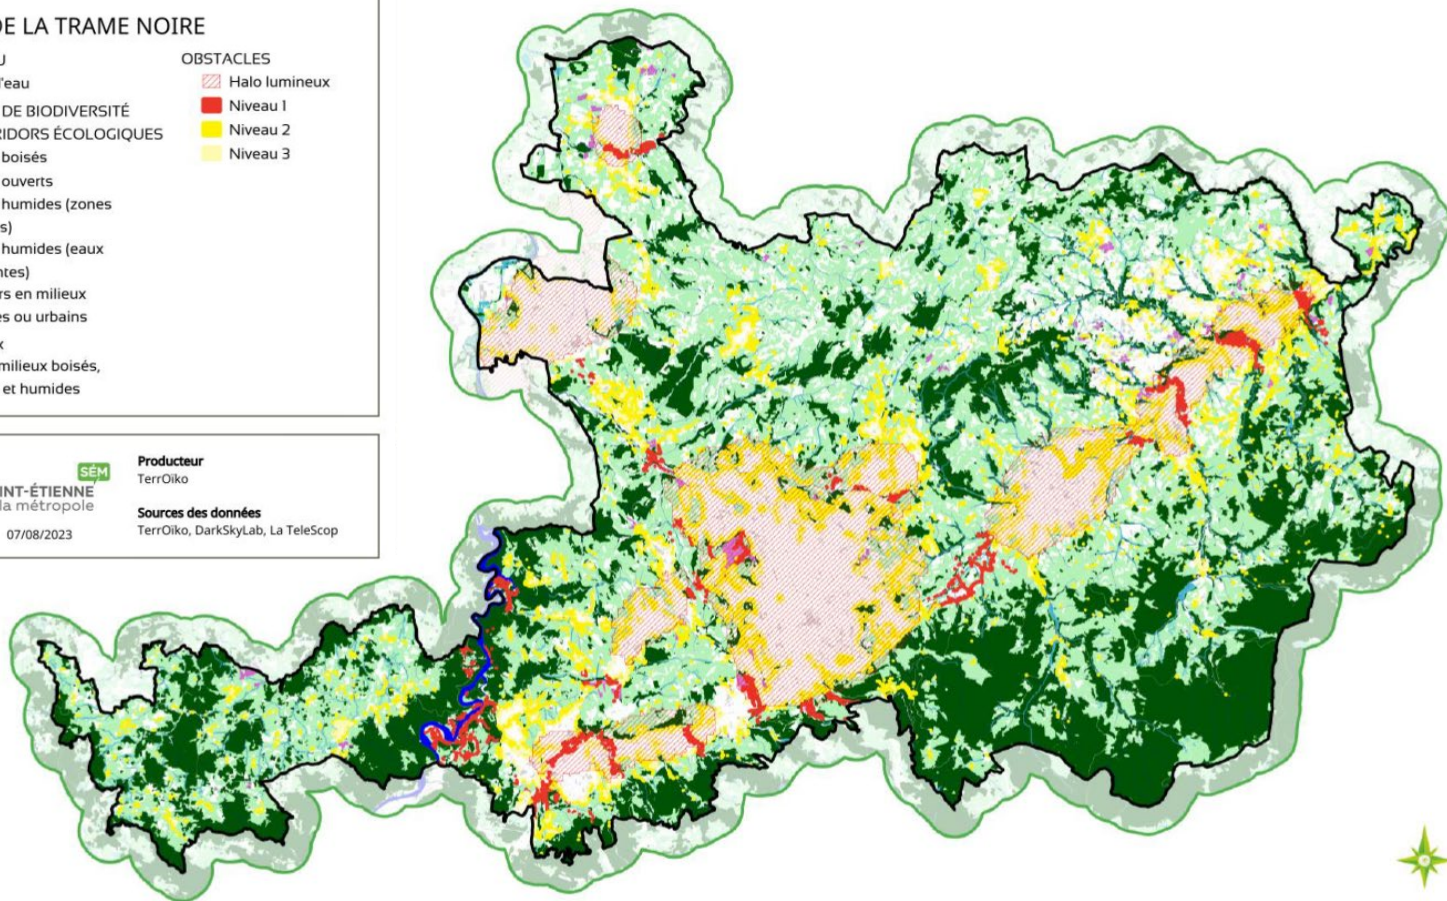 DE LA TRAME NOIRE
U
d'eau
DE BIODIVERSITÉ
RIDORS ÉCOLOGIQUES
boisés
ouverts
humides (zones
s)
humides (eaux
ntes)
rs en milieux
es ou urbains
x
milieux boisés,
et humides
OBSTACLES
Halo lumineux
Niveau 1
Niveau 2
Niveau 3
SÉM
INT-ÉTIENNE
la métropole
07/08/2023
Producteur
TerrOïko
Sources des données
TerrOïko, DarkSkyLab, La TeleScop